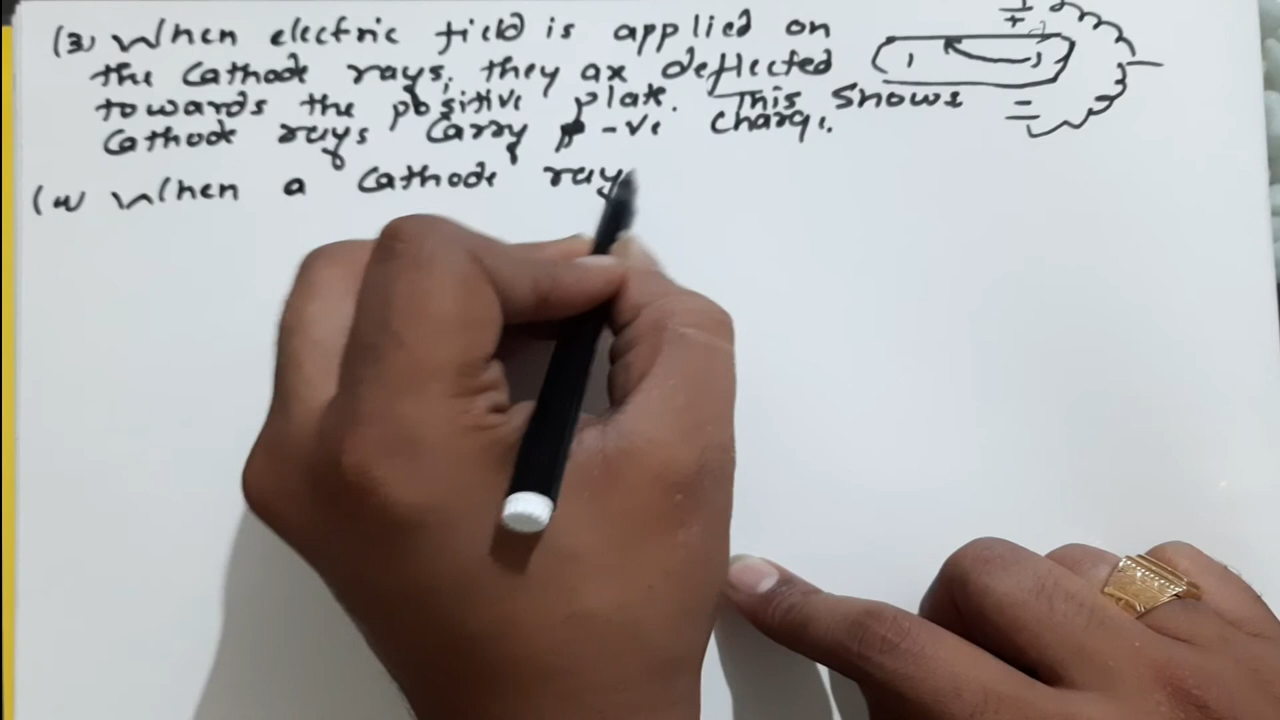 (3) When electric field is applied on
the cathode rays, they are deflected
towards the positive plate. This shows
cathode rays carry -ve charge.
(4) When a cathode ray
+